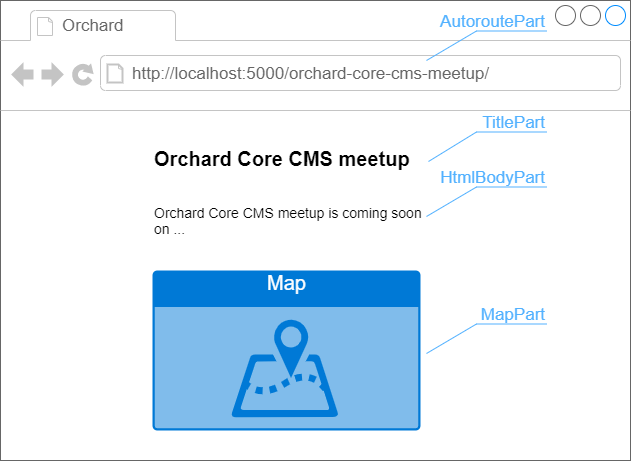 Orchard
AutoroutePart
http://localhost:5000/orchard-core-cms-meetup/
TitlePart
Orchard Core CMS meetup
HtmlBodyPart
Orchard Core CMS meetup is coming soon
on ...
Map
MapPart